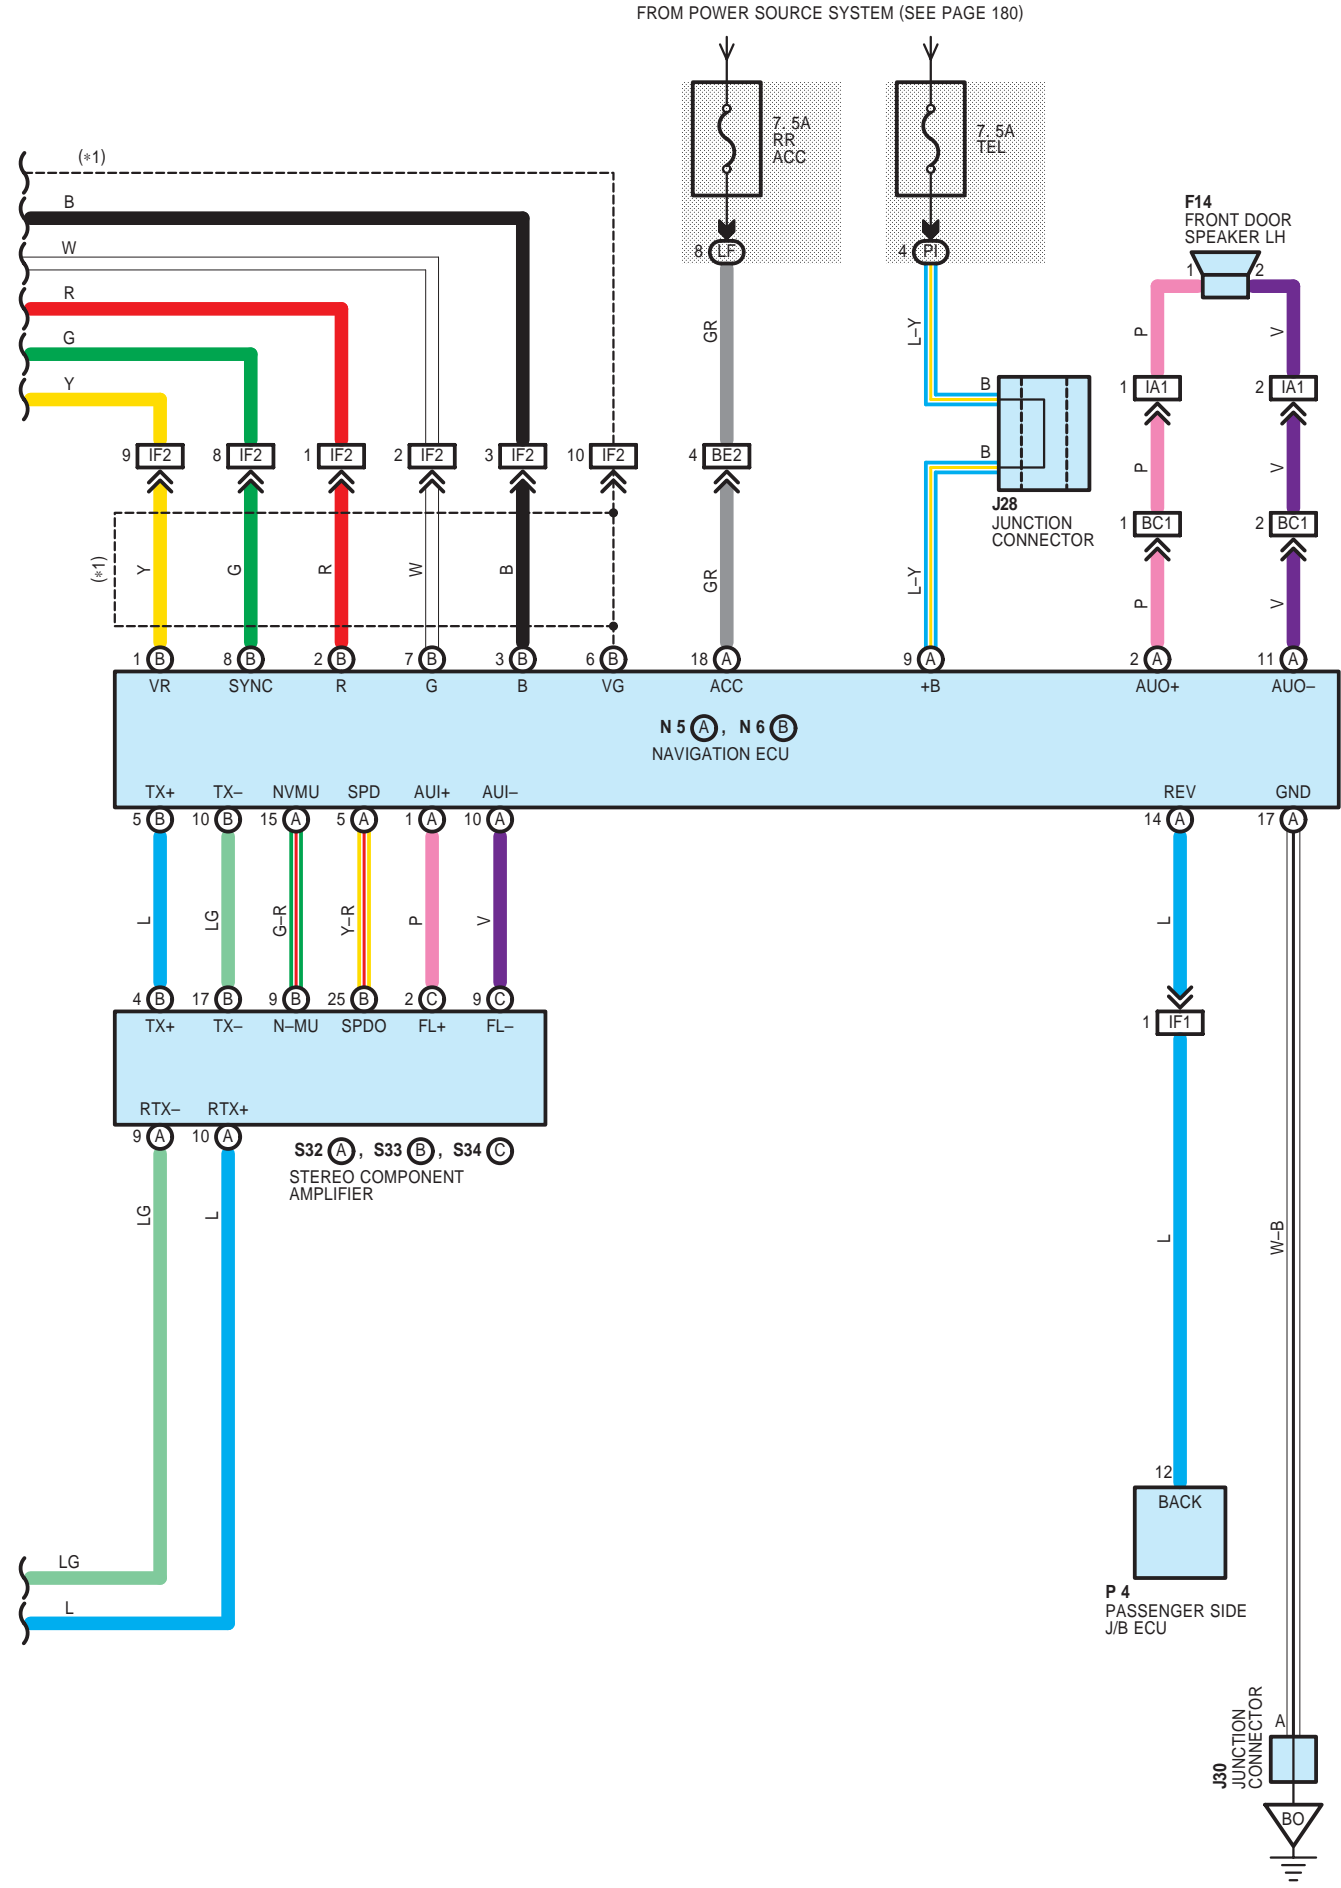 FROM POWER SOURCE SYSTEM (SEE PAGE 180)
7. 5A
RR
ACC
7. 5A
TEL
(*1)
B
W
R
G
Y
8 LF
4 PI
F14
FRONT DOOR
SPEAKER LH
1 2
GR
L–Y
P
V
B
B
J28
JUNCTION
CONNECTOR
1 IA1
2 IA1
9 IF2
8 IF2
1 IF2
2 IF2
3 IF2
10 IF2
4 BE2
P
V
1 BC1
2 BC1
(*1)
Y
G
R
W
B
GR
L–Y
P
V
1 B
8 B
2 B
7 B
3 B
6 B
18 A
9 A
2 A
11 A
VR SYNC R G B VG ACC +B AUO+ AUO–
N 5 A , N 6 B
NAVIGATION ECU
TX+ TX– NVMU SPD AUI+ AUI– REV GND
5 B
10 B
15 A
5 A
1 A
10 A
14 A
17 A
L
LG
G–R
Y–R
P
V
L
4 B
17 B
9 B
25 B
2 C
9 C
TX+ TX– N–MU SPDO FL+ FL–
1 IF1
RTX– RTX+
9 A
10 A
S32 A , S33 B , S34 C
STEREO COMPONENT
AMPLIFIER
LG
L
L
W–B
12
BACK
P 4
PASSENGER SIDE
J/B ECU
LG
L
A
J30
JUNCTION
CONNECTOR
BO